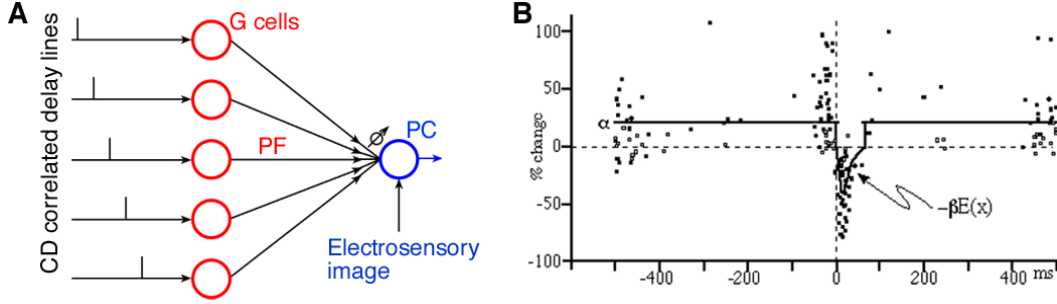 A
CD correlated delay lines
G cells
PF
PC
Electrosensory
image
B
% change
100
50
α
0
-50
-100
-βE(x)
-400
-200
0
200
400
ms